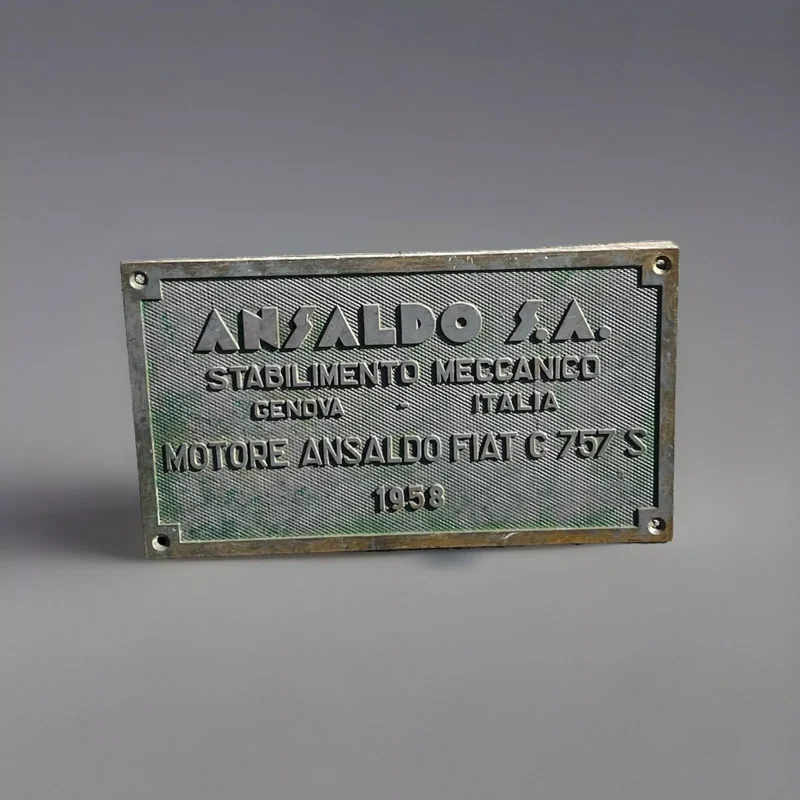 ANSALDO S.A.
STABILIMENTO MECCANICO
GENOVA - ITALIA
MOTORE ANSALDO FIAT C 757 S
1958